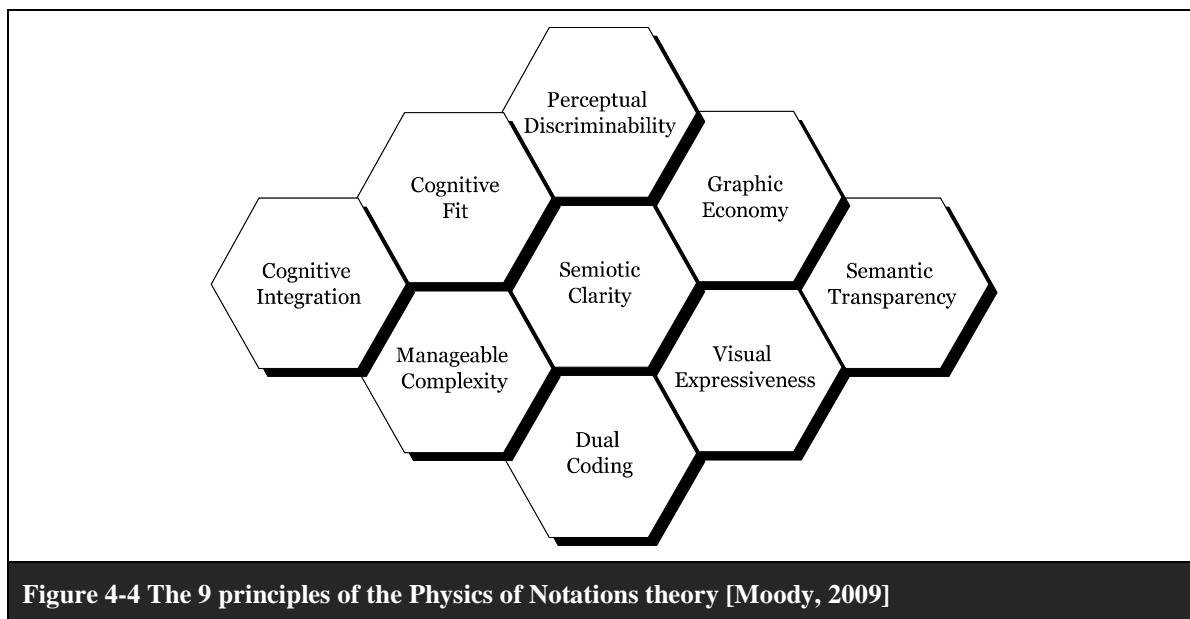 Perceptual
Discriminability
Cognitive
Fit
Graphic
Economy
Cognitive
Integration
Semiotic
Clarity
Semantic
Transparency
Manageable
Complexity
Visual
Expressiveness
Dual
Coding
Figure 4-4 The 9 principles of the Physics of Notations theory [Moody, 2009]